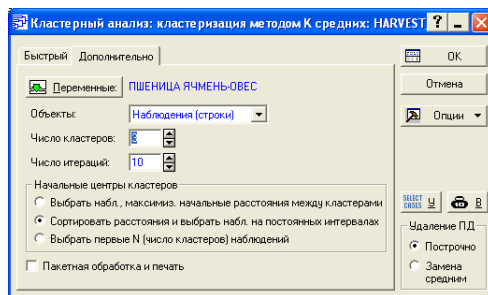 Кластерный анализ: кластеризация методом K средних: HARVEST ? _ X
Быстрый Дополнительно
Переменные: ПШЕНИЦА ЯЧМЕНЬ-ОВЕС
Объекты: Наблюдения (строки)
Число кластеров: 3
Число итераций: 10
Начальные центры кластеров
Выбрать набл., максимиз. начальные расстояния между кластерами
Сортировать расстояния и выбрать набл. на постоянных интервалах
Выбрать первые N (число кластеров) наблюдений
Пакетная обработка и печать
OK
Отмена
Опции
SELECT CASES У В
Удаление ПД
Построчно
Замена
средним